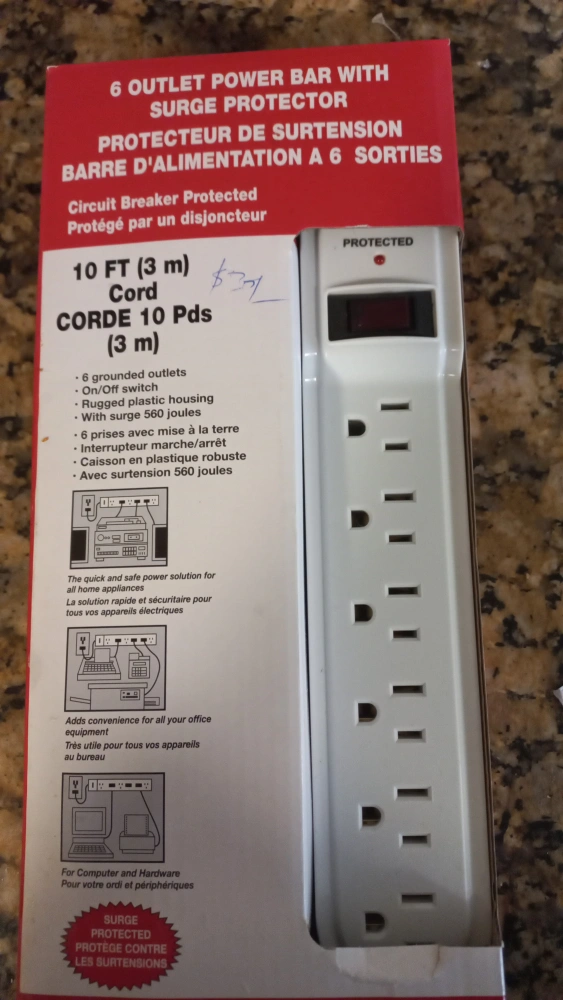 6 OUTLET POWER BAR WITH
SURGE PROTECTOR
PROTECTEUR DE SURTENSION
BARRE D'ALIMENTATION A 6 SORTIES
Circuit Breaker Protected
Protégé par un disjoncteur
10 FT (3 m)
Cord
CORDE 10 Pds
(3 m)
· 6 grounded outlets
· On/Off switch
· Rugged plastic housing
· With surge 560 joules
· 6 prises avec mise à la terre
· Interrupteur marche/arrêt
· Caisson en plastique robuste
· Avec surtension 560 joules
The quick and safe power solution for
all home appliances
La solution rapide et sécuritaire pour
tous vos appareils électriques
Adds convenience for all your office
equipment
Très utile pour tous vos appareils
au bureau
For Computer and Hardware
Pour votre ordi et périphériques
SURGE
PROTECTED
PROTÈGE CONTRE
LES SURTENSIONS
PROTECTED